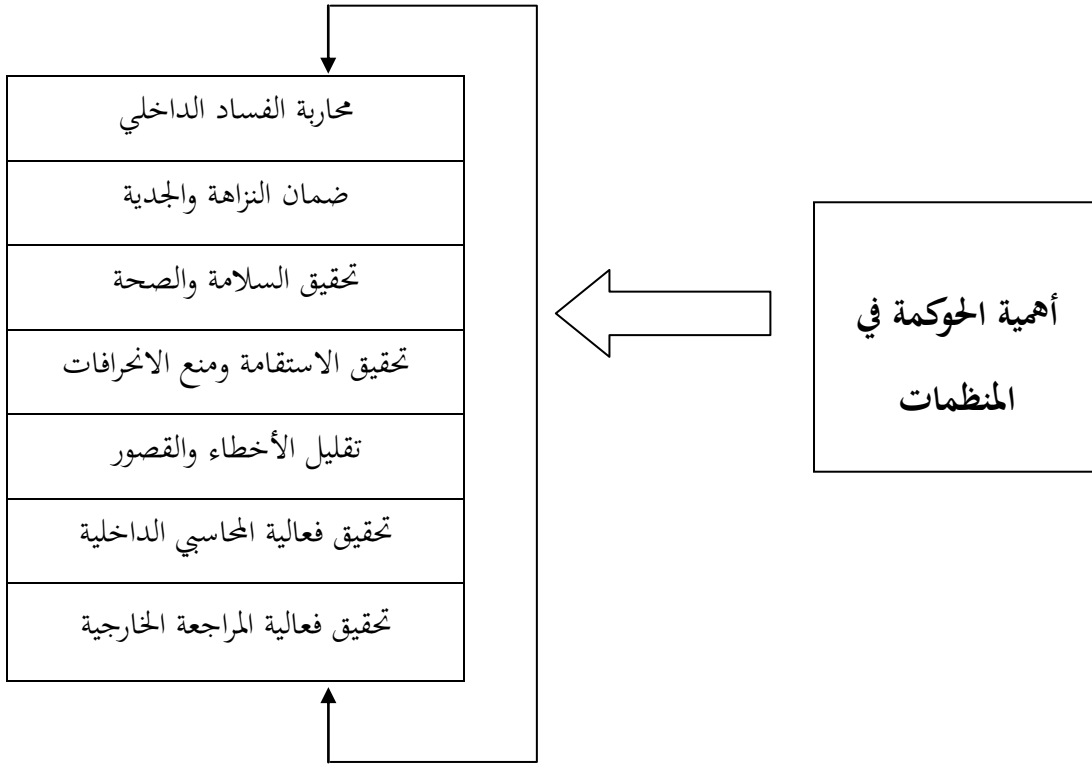 أهمية الحوكمة في
المنظمات
محاربة الفساد الداخلي
ضمان النزاهة والجدية
تحقيق السلامة والصحة
تحقيق الاستقامة ومنع الانحرافات
تقليل الأخطاء والقصور
تحقيق فعالية المحاسبي الداخلية
تحقيق فعالية المراجعة الخارجية